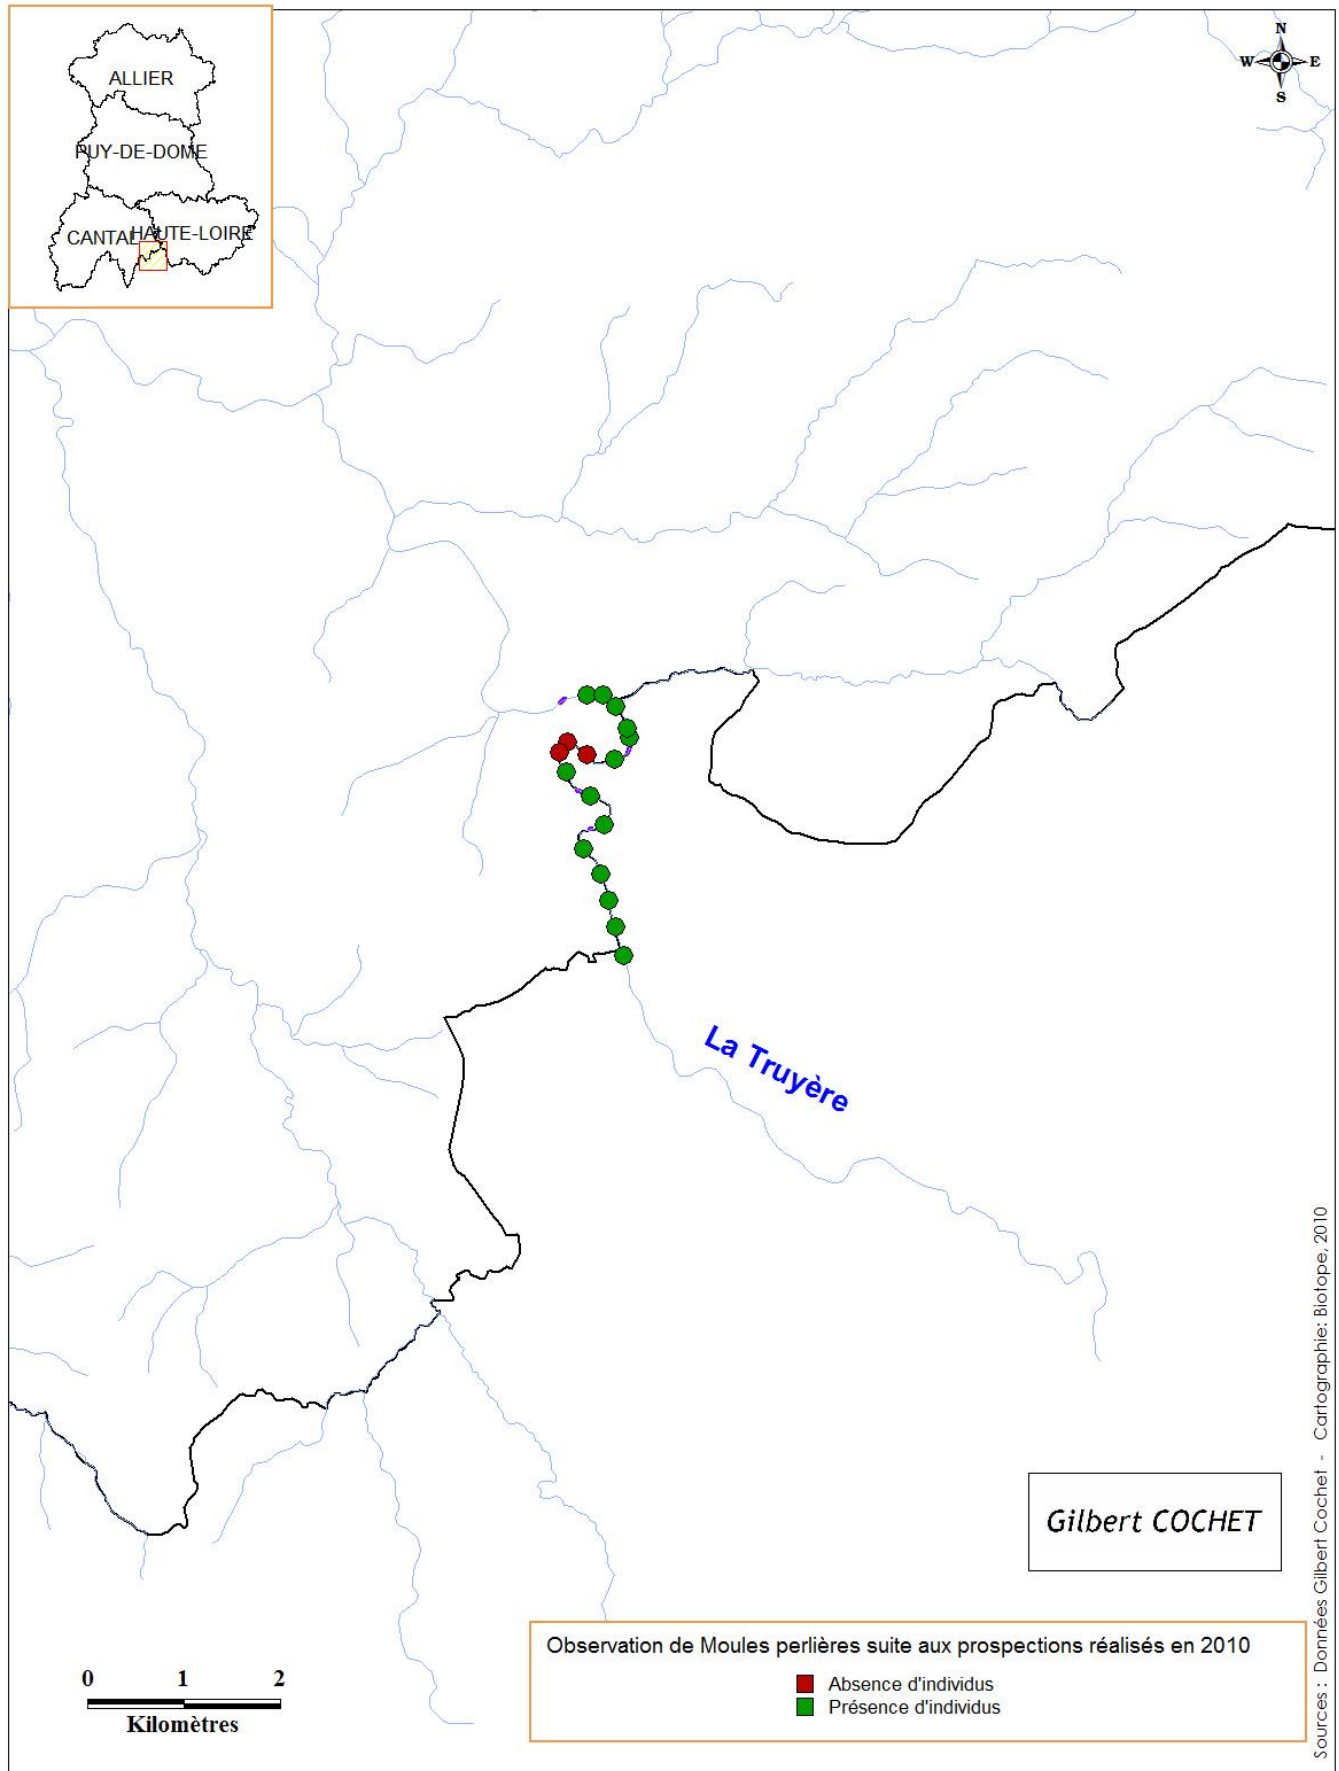 ALLIER
PUY-DE-DOME
CANTAL
HAUTE-LOIRE
N
W
E
S
La Truyère
Gilbert COCHET
Observation de Moules perlières suite aux prospections réalisés en 2010
Absence d'individus
Présence d'individus
0 1 2
Kilomètres
Sources : Données Gilbert Cochet - Cartographie: Biotope, 2010